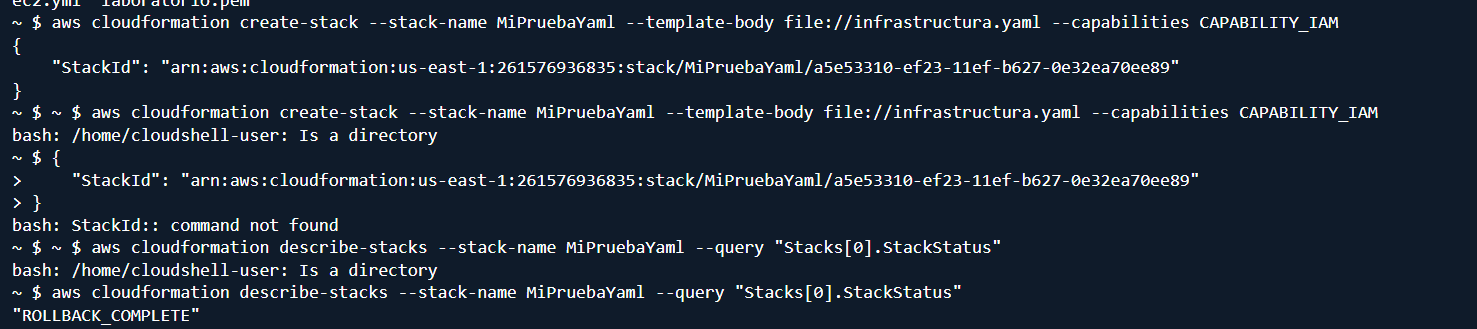 ec2.yml  laboratorio.pem
~ $ aws cloudformation create-stack --stack-name MiPruebaYaml --template-body file://infrastructura.yaml --capabilities CAPABILITY_IAM
{
    "StackId": "arn:aws:cloudformation:us-east-1:261576936835:stack/MiPruebaYaml/a5e53310-ef23-11ef-b627-0e32ea70ee89"
}
~ $ ~ $ aws cloudformation create-stack --stack-name MiPruebaYaml --template-body file://infrastructura.yaml --capabilities CAPABILITY_IAM
bash: /home/cloudshell-user: Is a directory
~ $ {
>     "StackId": "arn:aws:cloudformation:us-east-1:261576936835:stack/MiPruebaYaml/a5e53310-ef23-11ef-b627-0e32ea70ee89"
> }
bash: StackId:: command not found
~ $ ~ $ aws cloudformation describe-stacks --stack-name MiPruebaYaml --query "Stacks[0].StackStatus"
bash: /home/cloudshell-user: Is a directory
~ $ aws cloudformation describe-stacks --stack-name MiPruebaYaml --query "Stacks[0].StackStatus"
"ROLLBACK_COMPLETE"